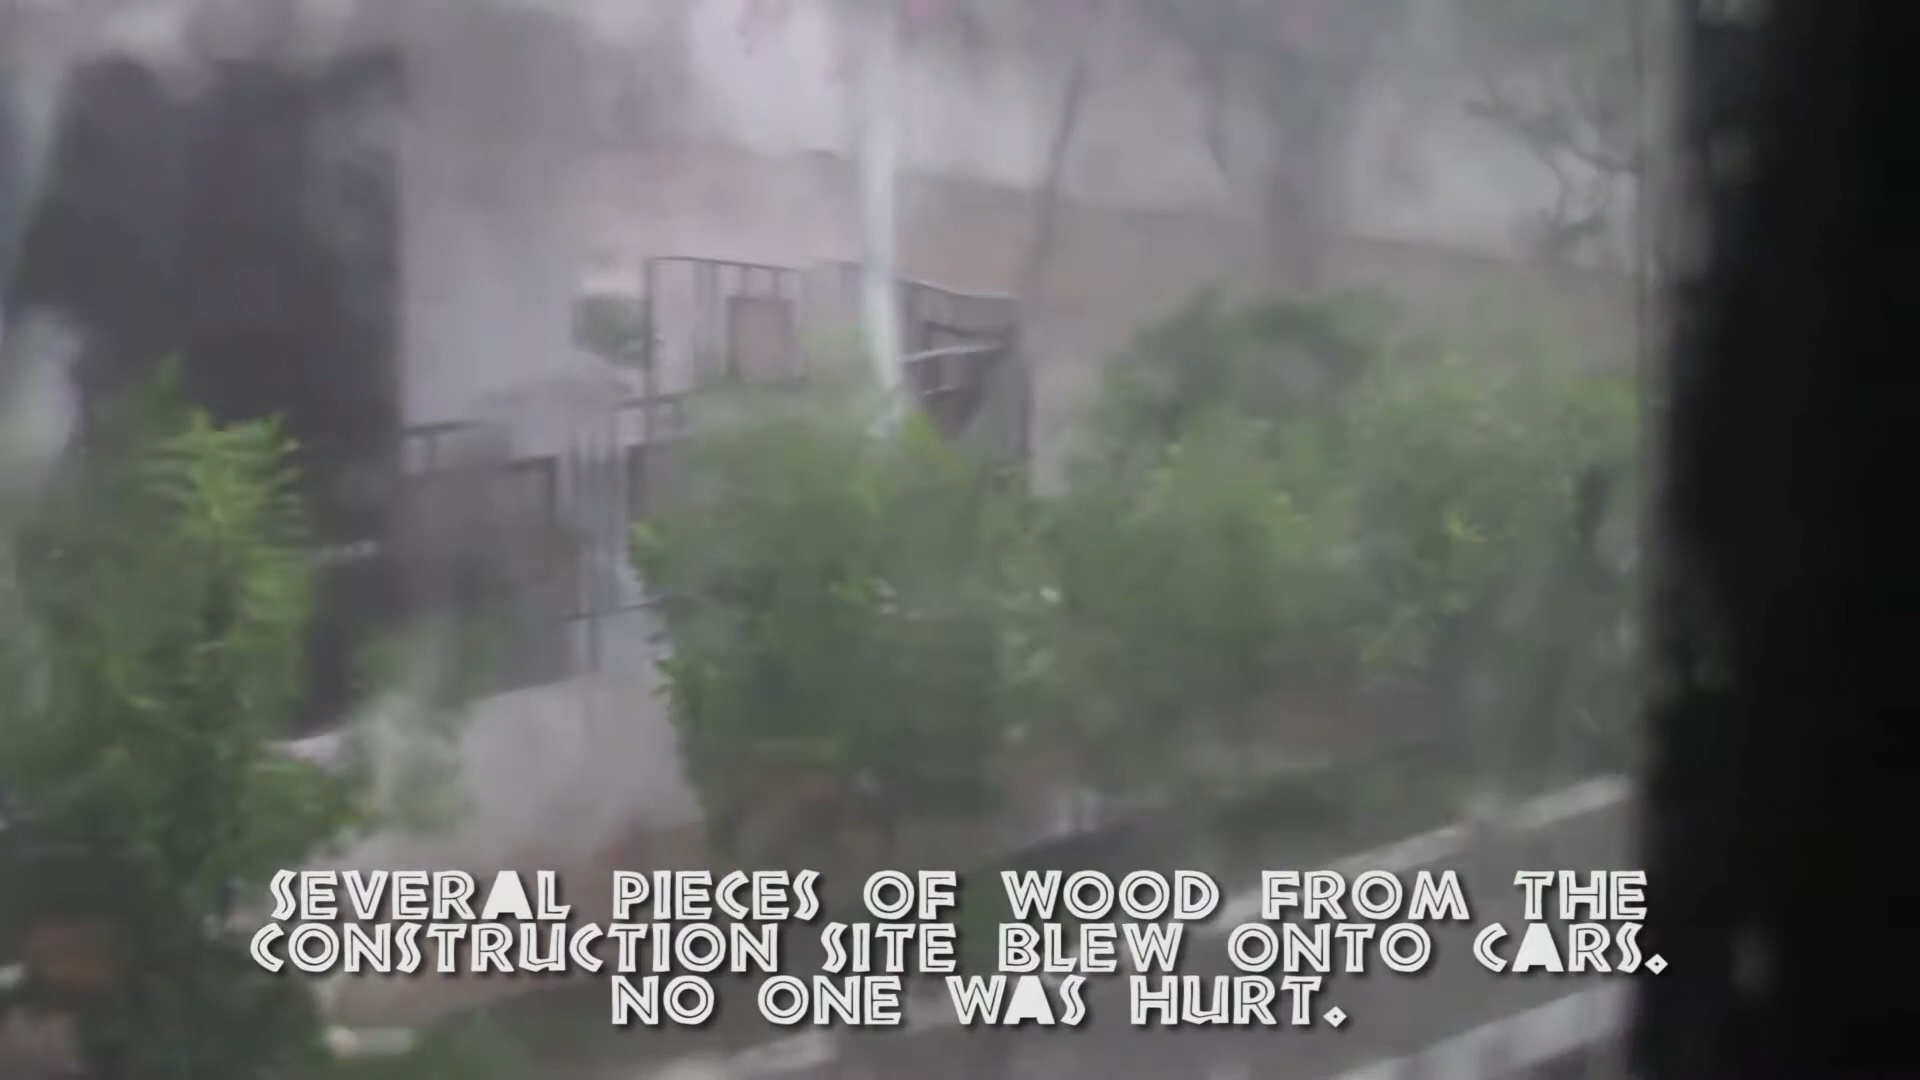 SEVERAL PIECES OF WOOD FROM THE
CONSTRUCTION SITE BLEW ONTO CARS.
NO ONE WAS HURT.